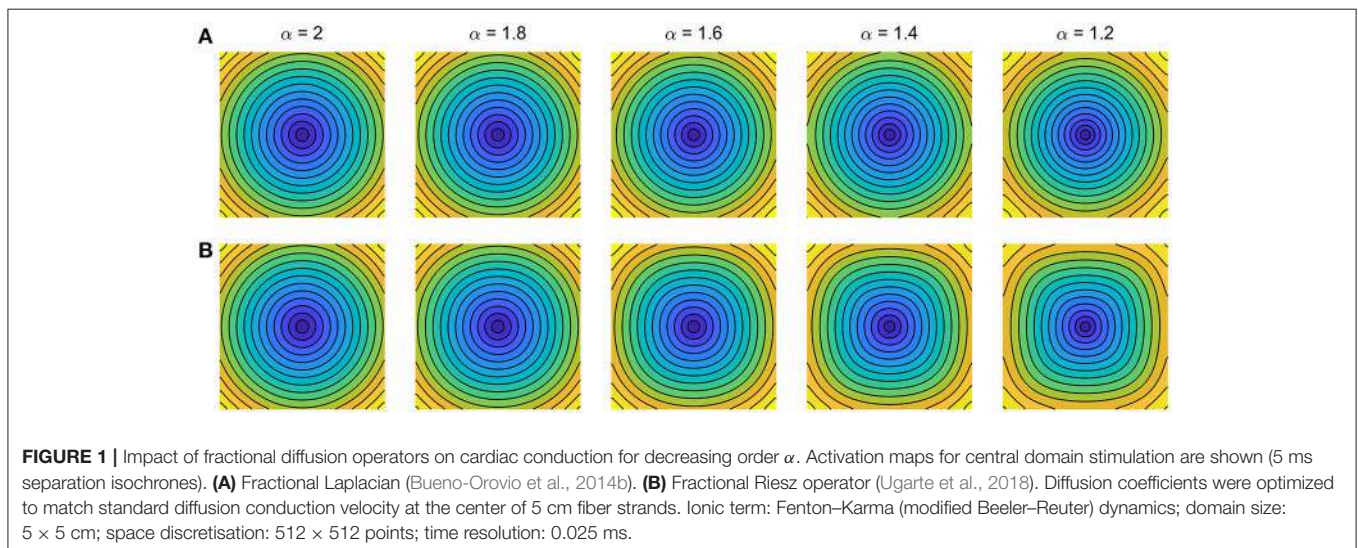 A α = 2 α = 1.8 α = 1.6 α = 1.4 α = 1.2
B
FIGURE 1 | Impact of fractional diffusion operators on cardiac conduction for decreasing order α. Activation maps for central domain stimulation are shown (5 ms
separation isochrones). (A) Fractional Laplacian (Bueno-Orovio et al., 2014b). (B) Fractional Riesz operator (Ugarte et al., 2018). Diffusion coefficients were optimized
to match standard diffusion conduction velocity at the center of 5 cm fiber strands. Ionic term: Fenton–Karma (modified Beeler–Reuter) dynamics; domain size:
5 × 5 cm; space discretisation: 512 × 512 points; time resolution: 0.025 ms.